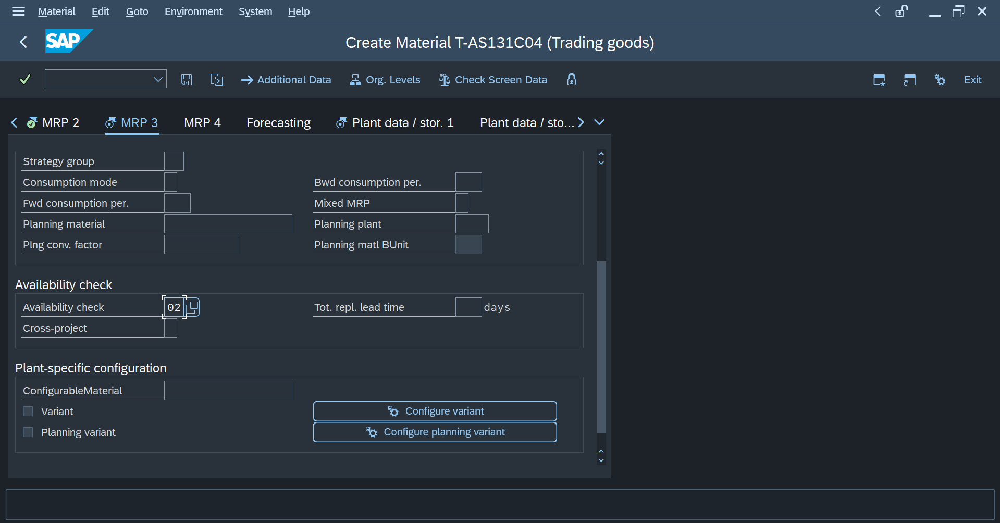 Material Edit Goto Environment System Help
SAP Create Material T-AS131C04 (Trading goods)
Additional Data Org. Levels Check Screen Data Exit
MRP 2 MRP 3 MRP 4 Forecasting Plant data / stor. 1 Plant data / sto...
Strategy group
Consumption mode Bwd consumption per.
Fwd consumption per. Mixed MRP
Planning material Planning plant
Plng conv. factor Planning matl BUnit
Availability check
Availability check 02 Tot. repl. lead time days
Cross-project
Plant-specific configuration
ConfigurableMaterial
Variant Configure variant
Planning variant Configure planning variant